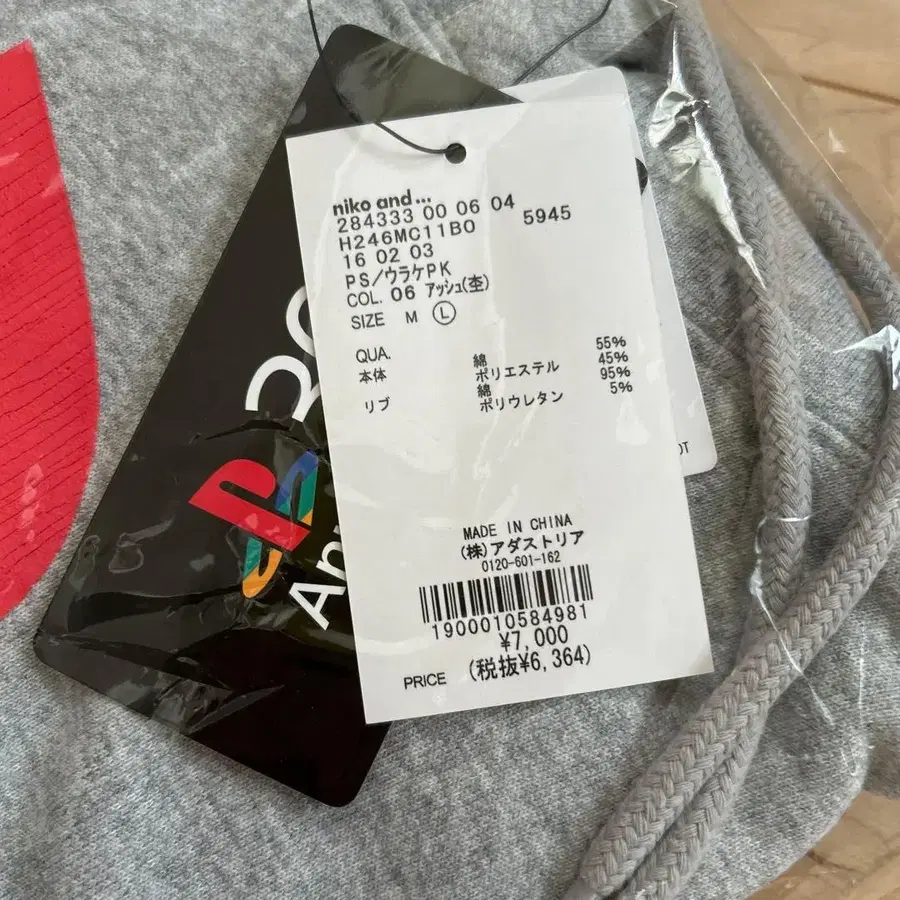 niko and ...
284333 00 06 04 5945
H246MC11B0
16 02 03
PS/ウラケPK
COL. 06 アッシュ(杢)
SIZE M L
QUA.
本体 綿 55%
ポリエステル 45%
リブ 綿 95%
ポリウレタン 5%
MADE IN CHINA
(株)アダストリア
0120-601-162
1900010584981
¥7,000
PRICE (税抜¥6,364)
30
An
OT